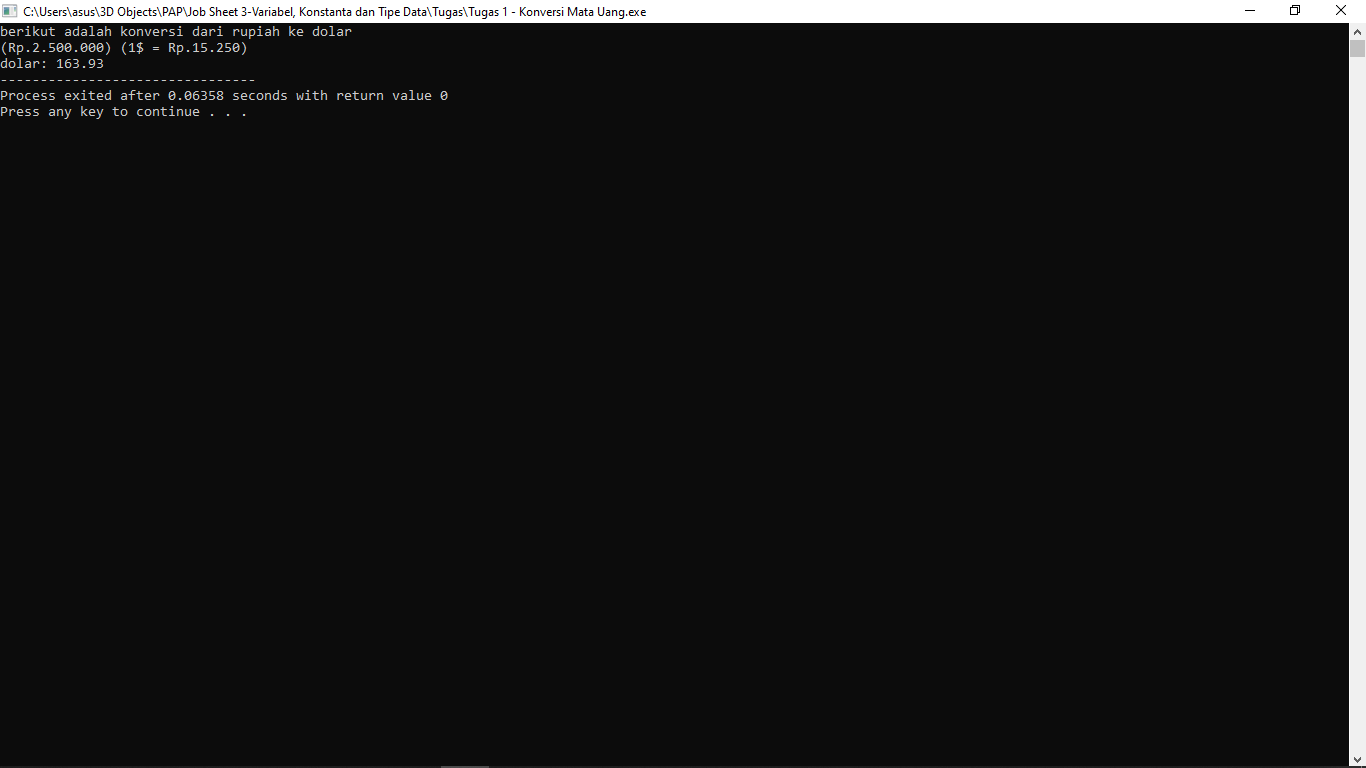 C:\Users\asus\3D Objects\PAP\Job Sheet 3-Variabel, Konstanta dan Tipe Data\Tugas\Tugas 1 - Konversi Mata Uang.exe
berikut adalah konversi dari rupiah ke dolar
(Rp.2.500.000) (1$ = Rp.15.250)
dolar: 163.93
--------------------------------
Process exited after 0.06358 seconds with return value 0
Press any key to continue . . .